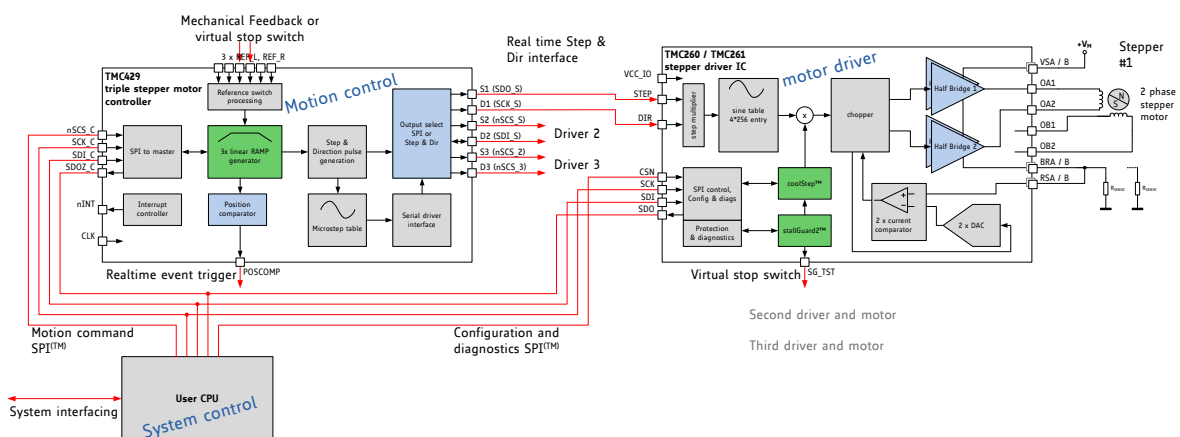 Mechanical Feedback or
virtual stop switch
3 x REF_L, REF_R
TMC429
triple stepper motor
controller
Reference switch
processing
Motion control
nSCS_C
SCK_C
SDI_C
SDOZ_C
nINT
CLK
SPI to master
3x linear RAMP
generator
Step &
Direction pulse
generation
Output select
SPI or
Step & Dir
Interrupt
controller
Position
comparator
Microstep table
Serial driver
interface
S1 (SDO_S)
D1 (SCK_S)
S2 (nSCS_S)
D2 (SDI_S)
S3 (nSCS_2)
D3 (nSCS_3)
Driver 2
Driver 3
Realtime event trigger
POSCOMP
Real time Step &
Dir interface
TMC260 / TMC261
stepper driver IC
motor driver
VCC_IO
STEP
DIR
step multiplier
sine table
4*256 entry
x
chopper
Half Bridge 1
Half Bridge 2
+VM
VSA / B
OA1
OA2
OB1
OB2
BRA / B
RSA / B
Stepper
#1
N
S
2 phase
stepper
motor
RSENSE
RSENSE
CSN
SCK
SDI
SDO
SPI control,
Config & diags
Protection
& diagnostics
coolStep™
stallGuard2™
2 x current
comparator
2 x DAC
Virtual stop switch
SG_TST
Second driver and motor
Third driver and motor
Motion command
SPI(TM)
Configuration and
diagnostics SPI(TM)
User CPU
System control
System interfacing